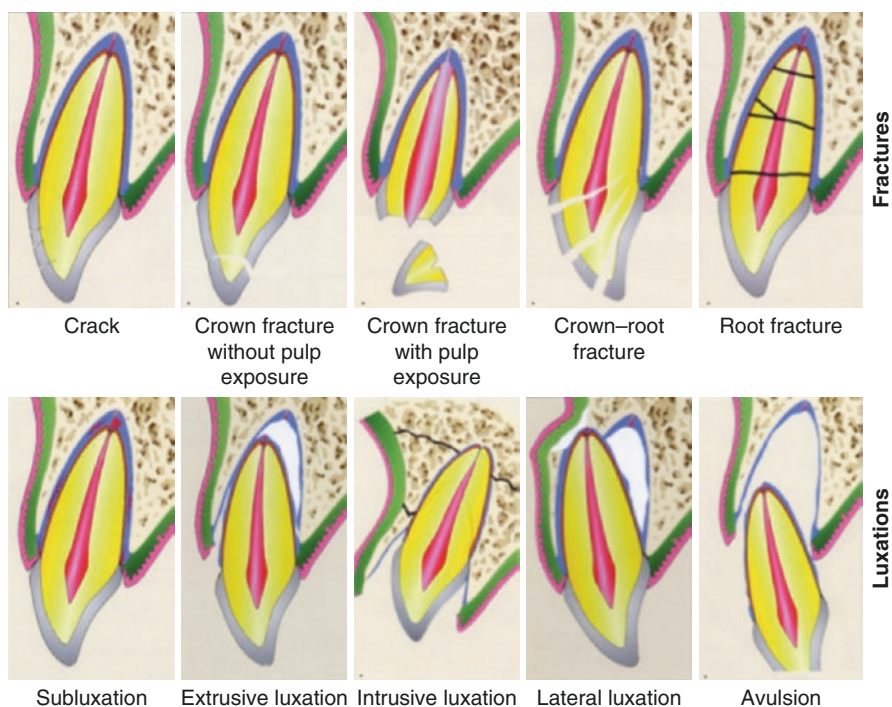 Crack
Crown fracture
without pulp
exposure
Crown fracture
with pulp
exposure
Crown–root
fracture
Root fracture
Fractures
Subluxation
Extrusive luxation
Intrusive luxation
Lateral luxation
Avulsion
Luxations